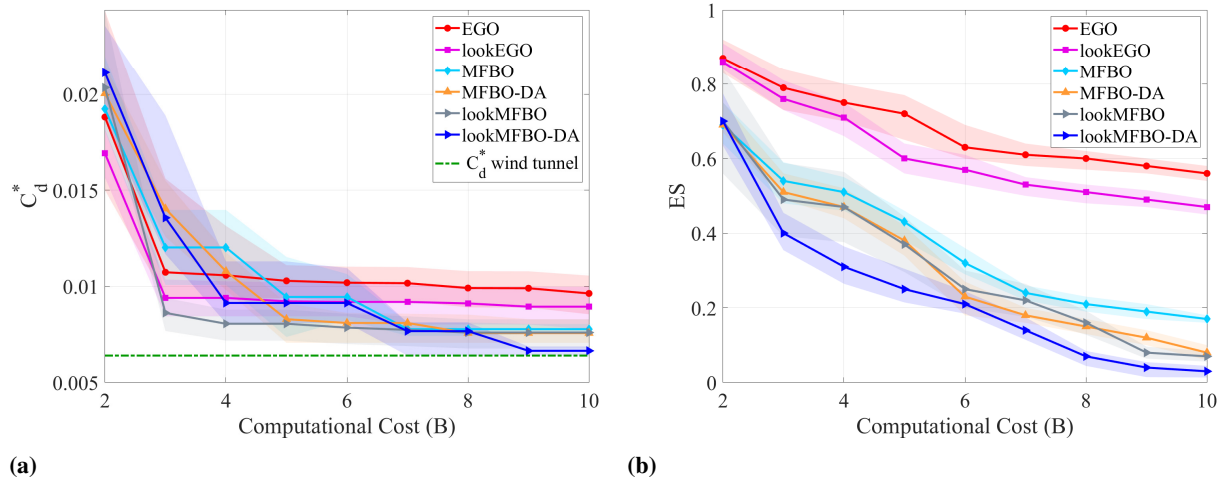 EGO
lookEGO
MFBO
MFBO-DA
lookMFBO
lookMFBO-DA
C*d wind tunnel
0.02
0.015
0.01
0.005
C*d
2 4 6 8 10
Computational Cost (B)
(a)
EGO
lookEGO
MFBO
MFBO-DA
lookMFBO
lookMFBO-DA
1
0.8
0.6
0.4
0.2
0
ES
2 4 6 8 10
Computational Cost (B)
(b)